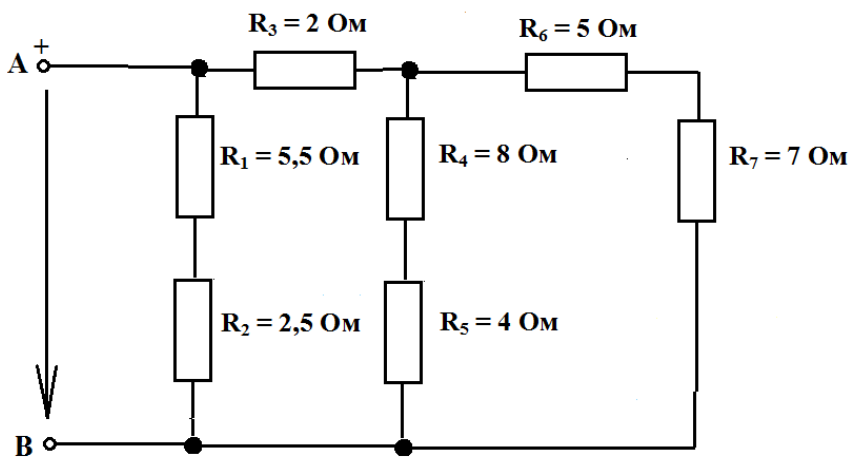 R₃ = 2 Ом
R₆ = 5 Ом
A +
R₁ = 5,5 Ом
R₄ = 8 Ом
R₇ = 7 Ом
R₂ = 2,5 Ом
R₅ = 4 Ом
B